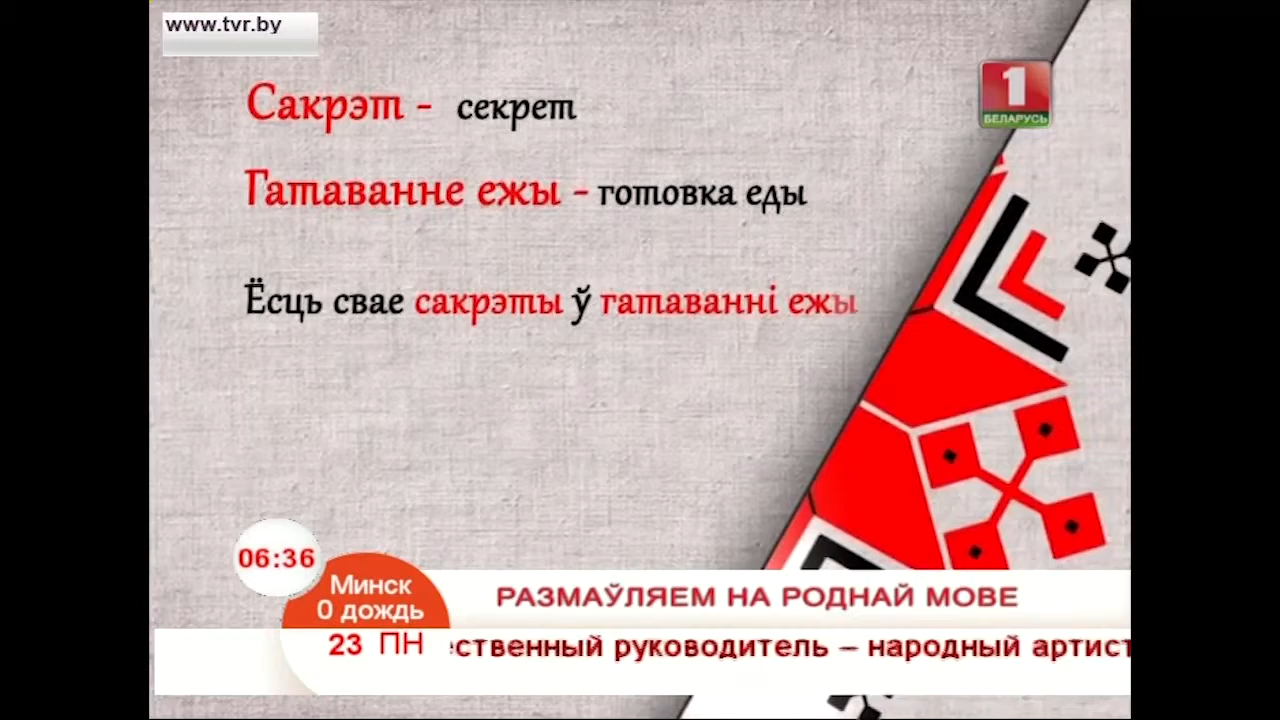 www.tvr.by
1
БЕЛАРУСЬ
Сакрэт - секрет
Гатаванне ежы - готовка еды
Ёсць свае сакрэты ў гатаванні ежы
06:36
Минск
0 дождь
РАЗМАЎЛЯЕМ НА РОДНАЙ МОВЕ
23 ПН
ственный руководитель – народный артист